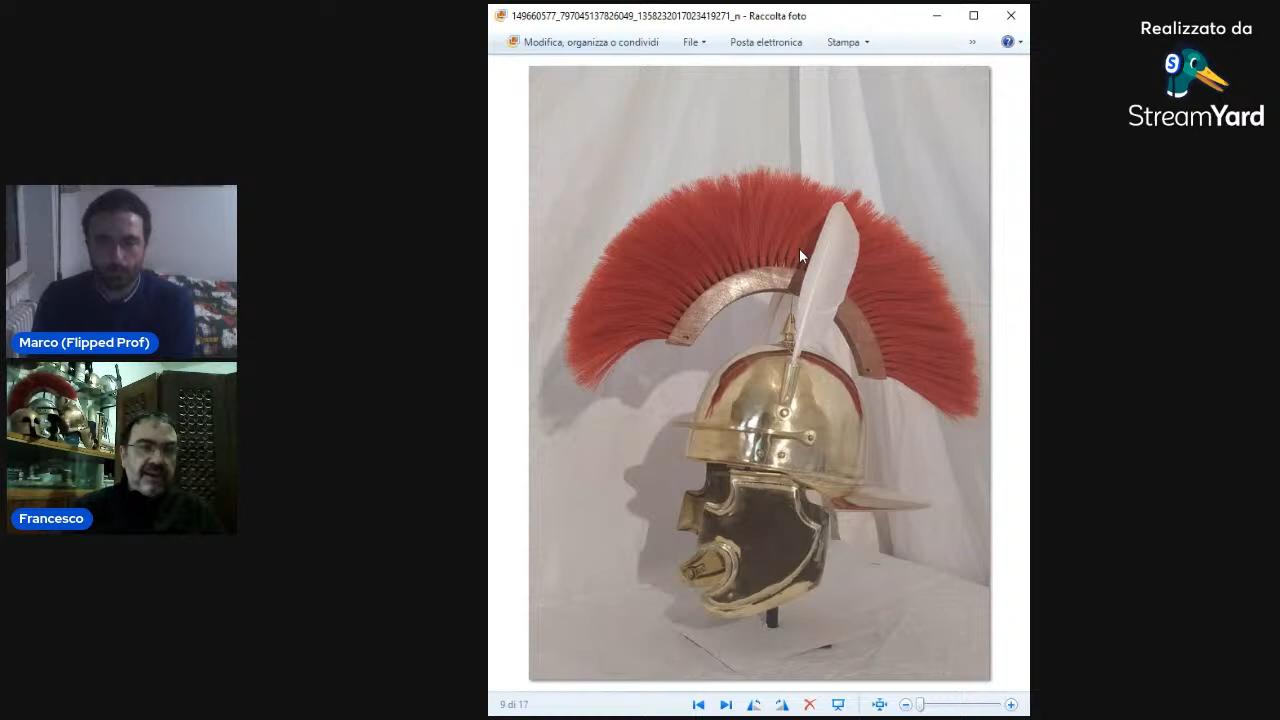 149660577_797045137826049_1358232017023419271_n - Raccolta foto
Modifica, organizza o condividi File Posta elettronica Stampa »
Realizzato da
StreamYard
Marco (Flipped Prof)
Francesco
9 di 17